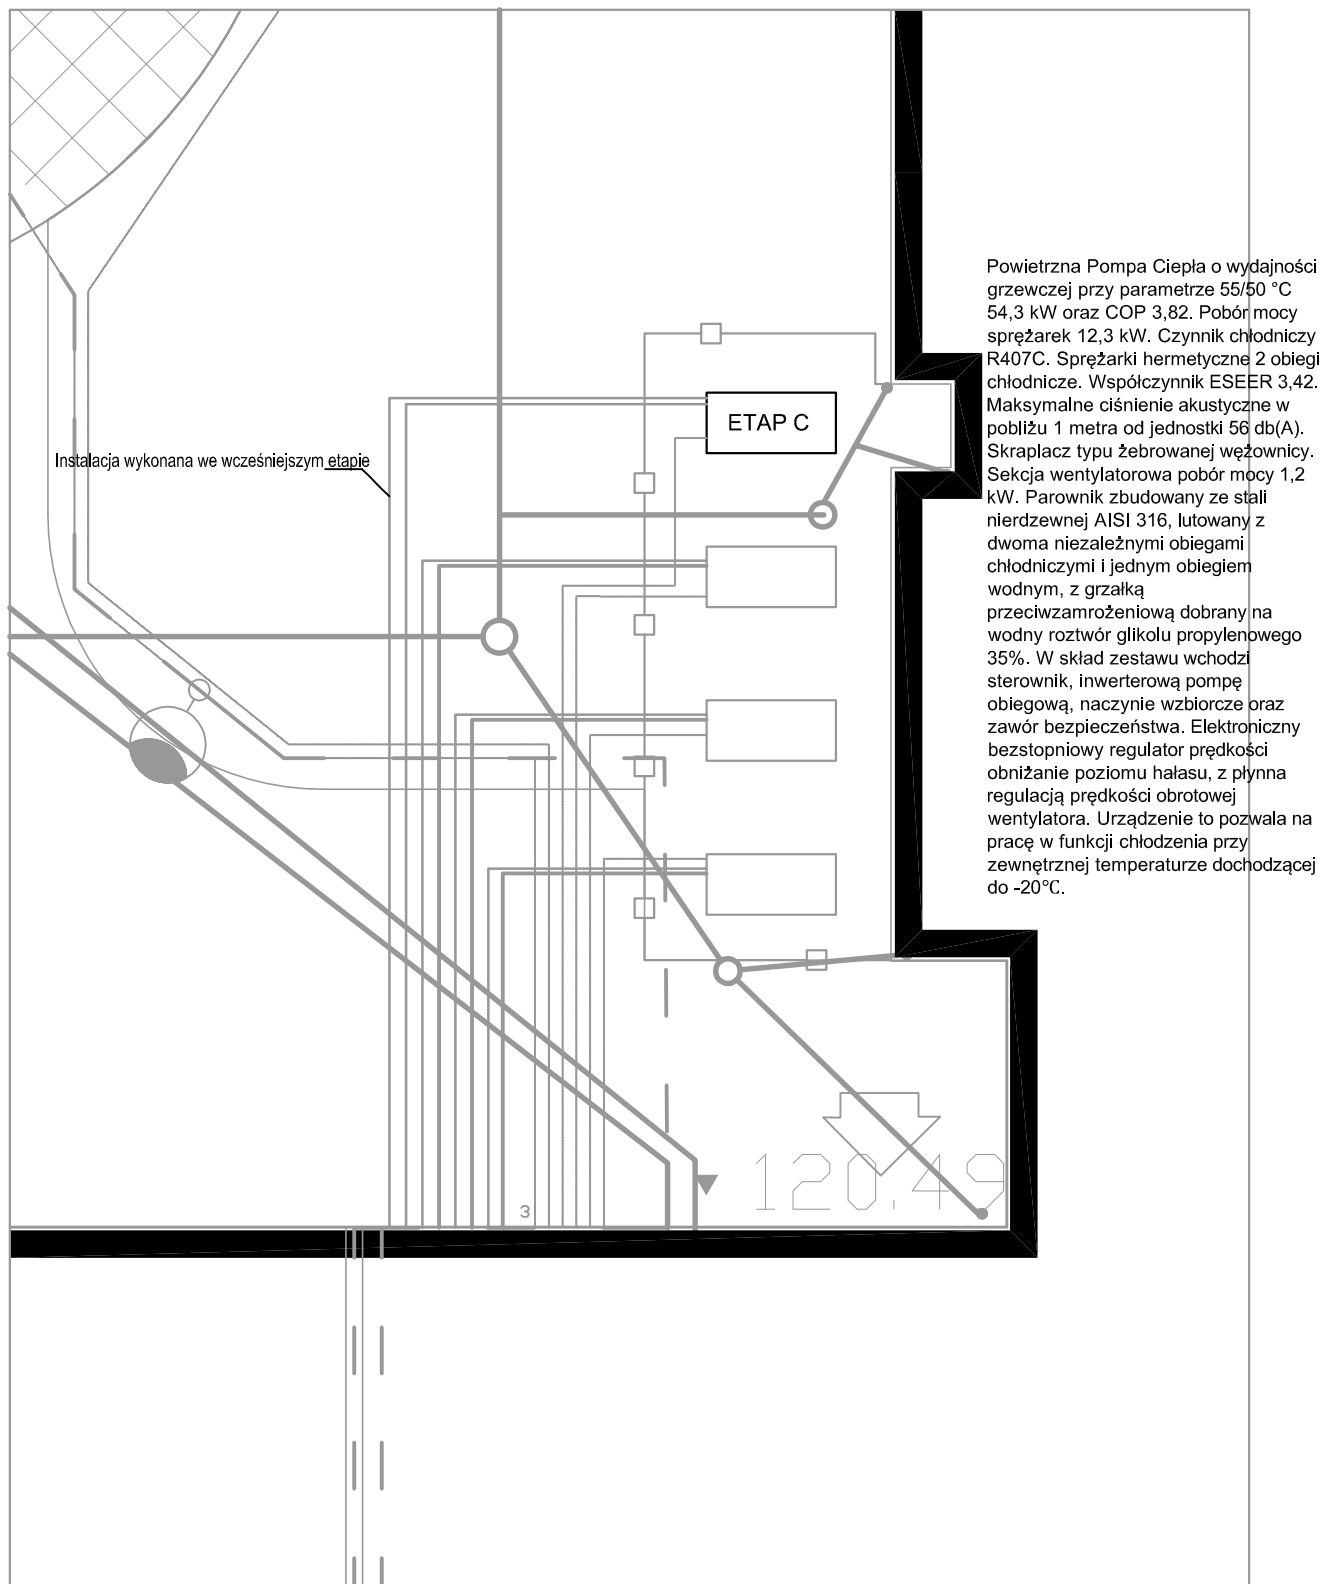 Powietrzna Pompa Ciepła o wydajności
grzewczej przy parametrze 55/50 °C
54,3 kW oraz COP 3,82. Pobór mocy
sprężarek 12,3 kW. Czynnik chłodniczy
R407C. Sprężarki hermetyczne 2 obiegi
chłodnicze. Współczynnik ESEER 3,42.
Maksymalne ciśnienie akustyczne w
pobliżu 1 metra od jednostki 56 db(A).
Skraplacz typu żebrowanej wężownicy.
Sekcja wentylatorowa pobór mocy 1,2
kW. Parownik zbudowany ze stali
nierdzewnej AISI 316, lutowany z
dwoma niezależnymi obiegami
chłodniczymi i jednym obiegiem
wodnym, z grzałką
przeciwzamrożeniową dobrany na
wodny roztwór glikolu propylenowego
35%. W skład zestawu wchodzi
sterownik, inwerterową pompę
obiegową, naczynie wzbiorcze oraz
zawór bezpieczeństwa. Elektroniczny
bezstopniowy regulator prędkości
obniżanie poziomu hałasu, z płynna
regulacją prędkości obrotowej
wentylatora. Urządzenie to pozwala na
pracę w funkcji chłodzenia przy
zewnętrznej temperaturze dochodzącej
do -20°C.
ETAP C
Instalacja wykonana we wcześniejszym etapie
120.49
3